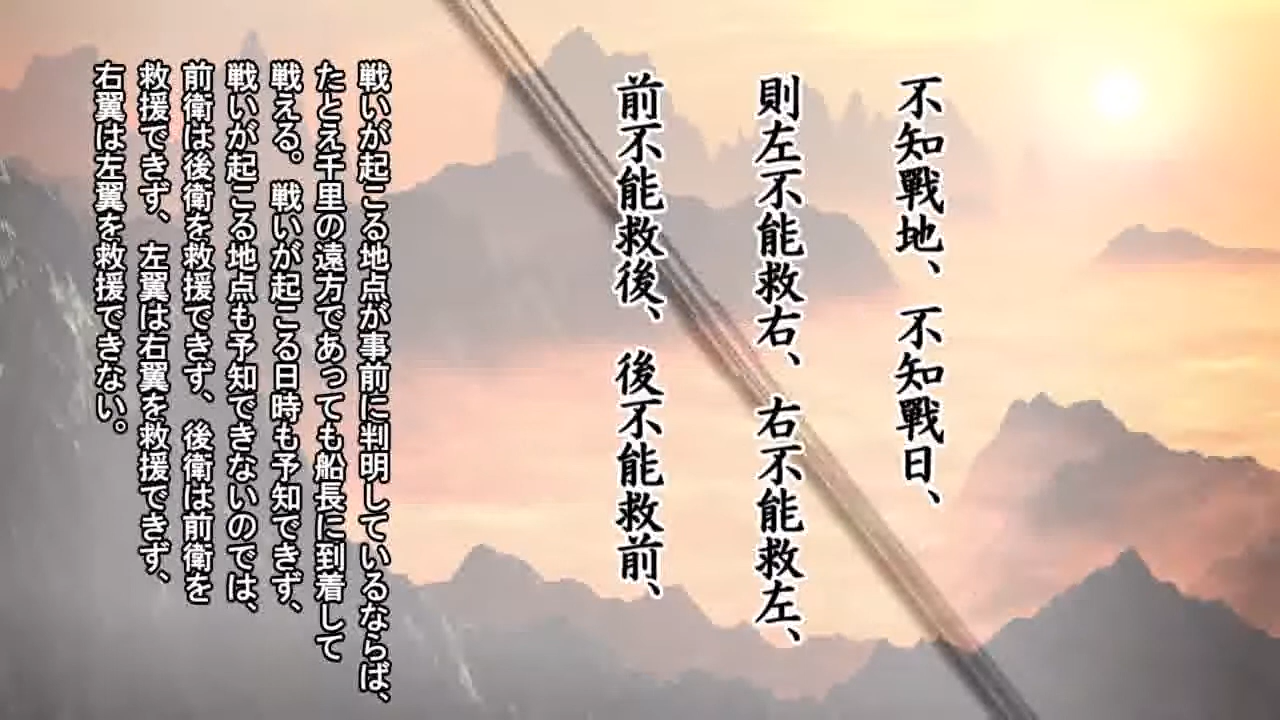 不知戰地、不知戰日、
則左不能救右、右不能救左、
前不能救後、後不能救前、
戦いが起こる地点が事前に判明しているならば、
たとえ千里の遠方であっても船長に到着して
戦える。戦いが起こる日時も予知できず、
戦いが起こる地点も予知できないのでは、
前衛は後衛を救援できず、後衛は前衛を
救援できず、左翼は右翼を救援できず、
右翼は左翼を救援できない。